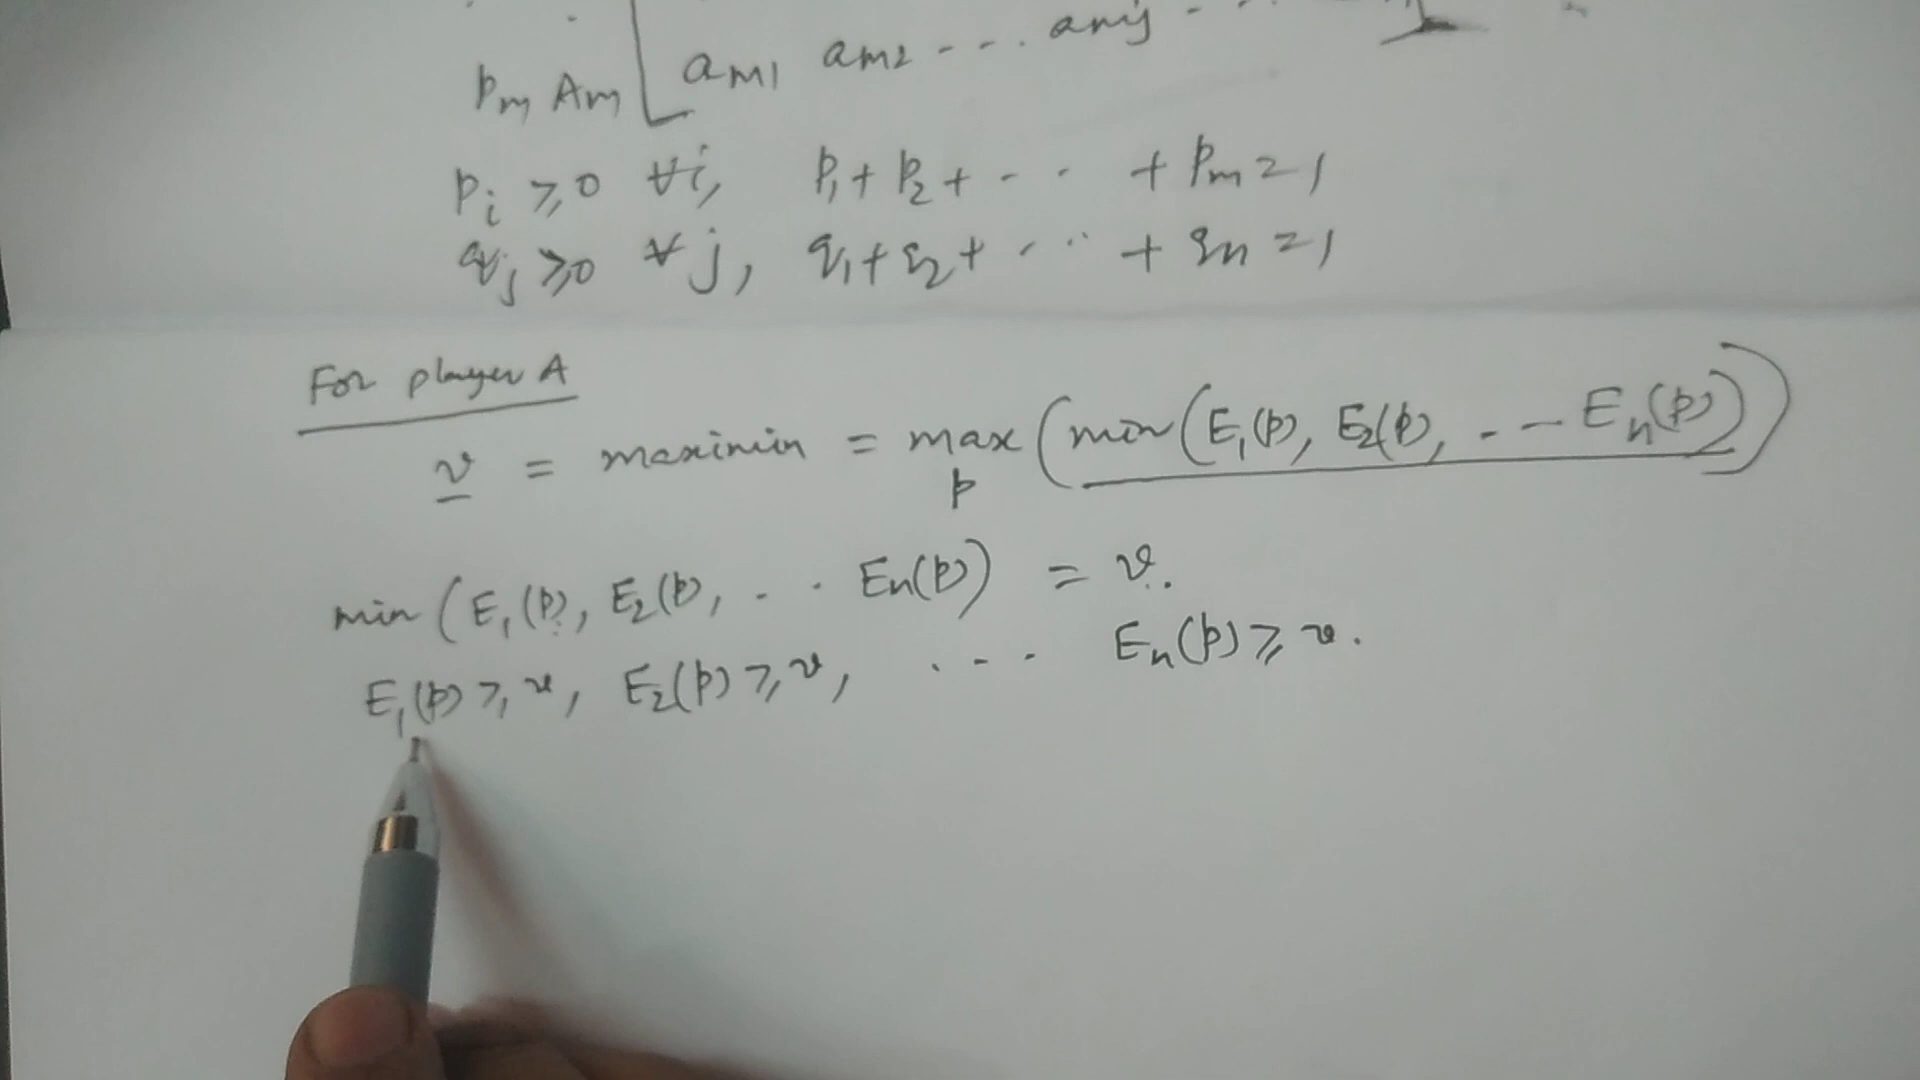 pm Am [ am1 am2 - - - . amj - - .
pi ≥ 0 ∀i, p1 + p2 + - - - + pm = 1
qj ≥ 0 ∀j, q1 + q2 + - - - + qn = 1
For player A
v = maximin = max p (min (E1(p), E2(p), - - - En(p)))
min (E1(p), E2(p), - - En(p)) = v.
E1(p) ≥ v, E2(p) ≥ v, . - - - En(p) ≥ v.